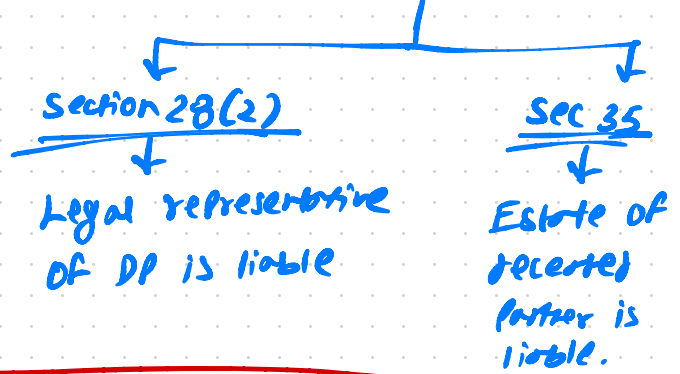 Section 28(2)
Legal representative
of DP is liable
Sec 35
Estate of
deceased
Partner is
liable.